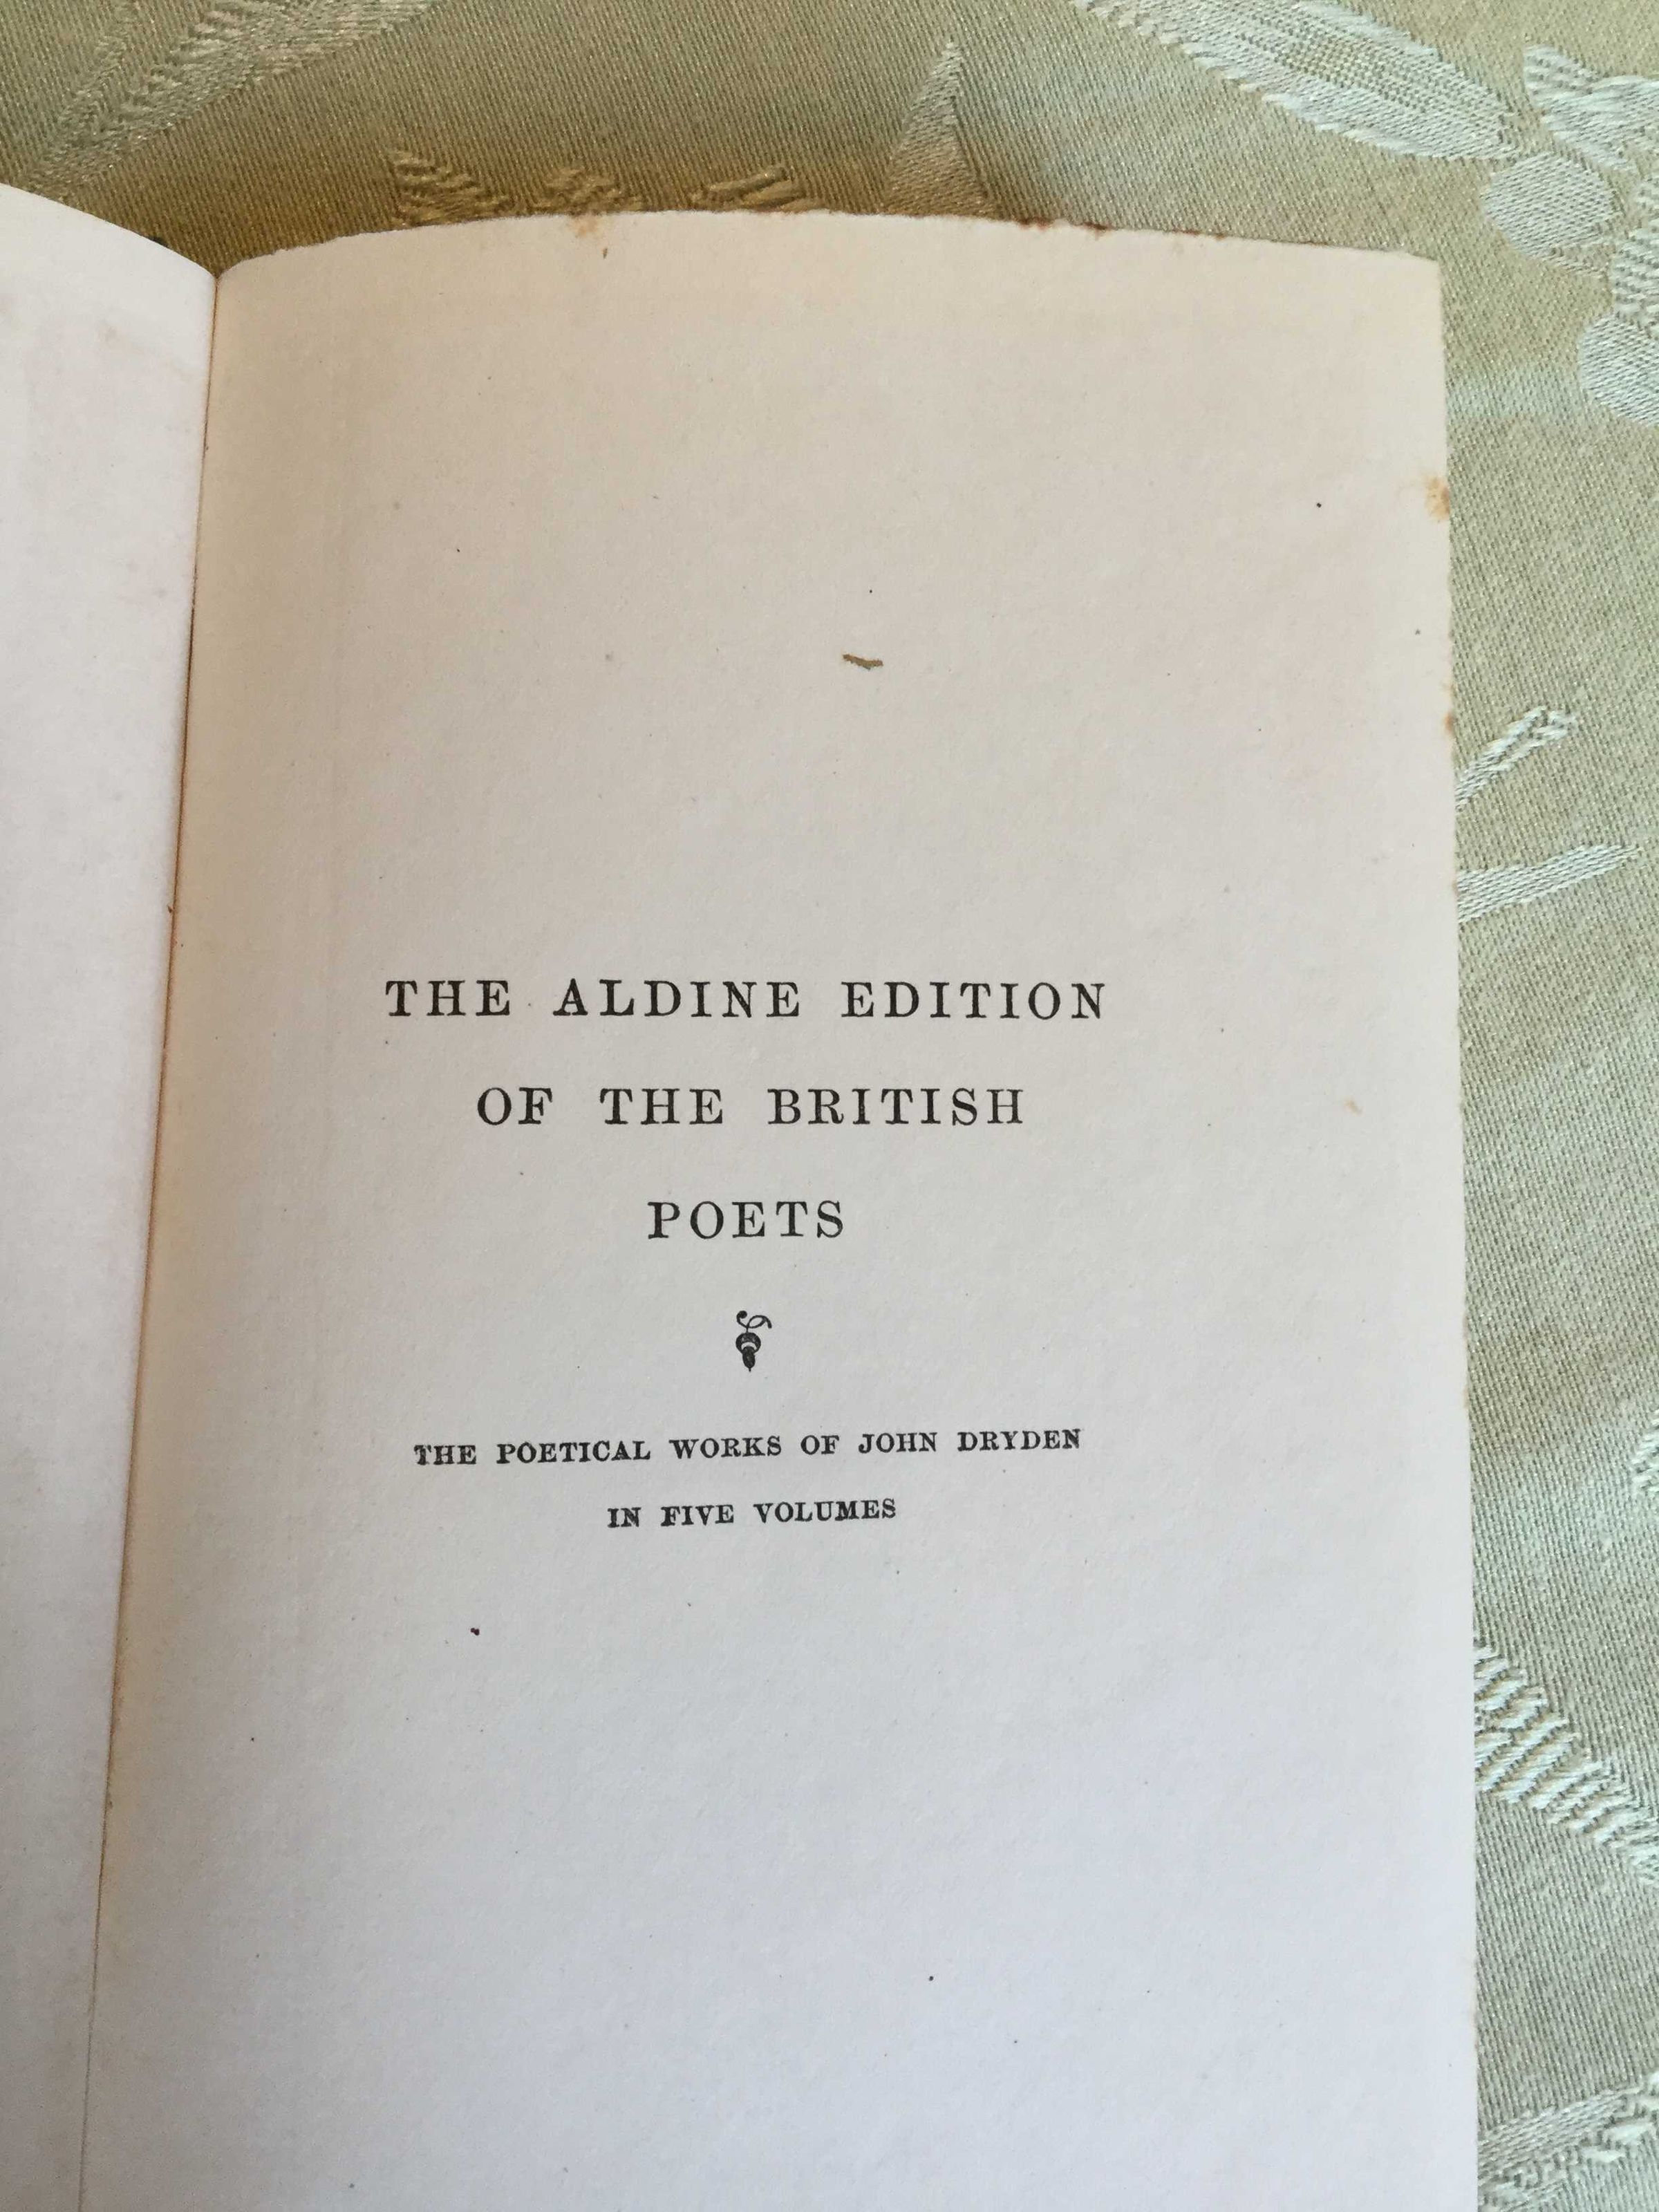 THE ALDINE EDITION
OF THE BRITISH
POETS
THE POETICAL WORKS OF JOHN DRYDEN
IN FIVE VOLUMES